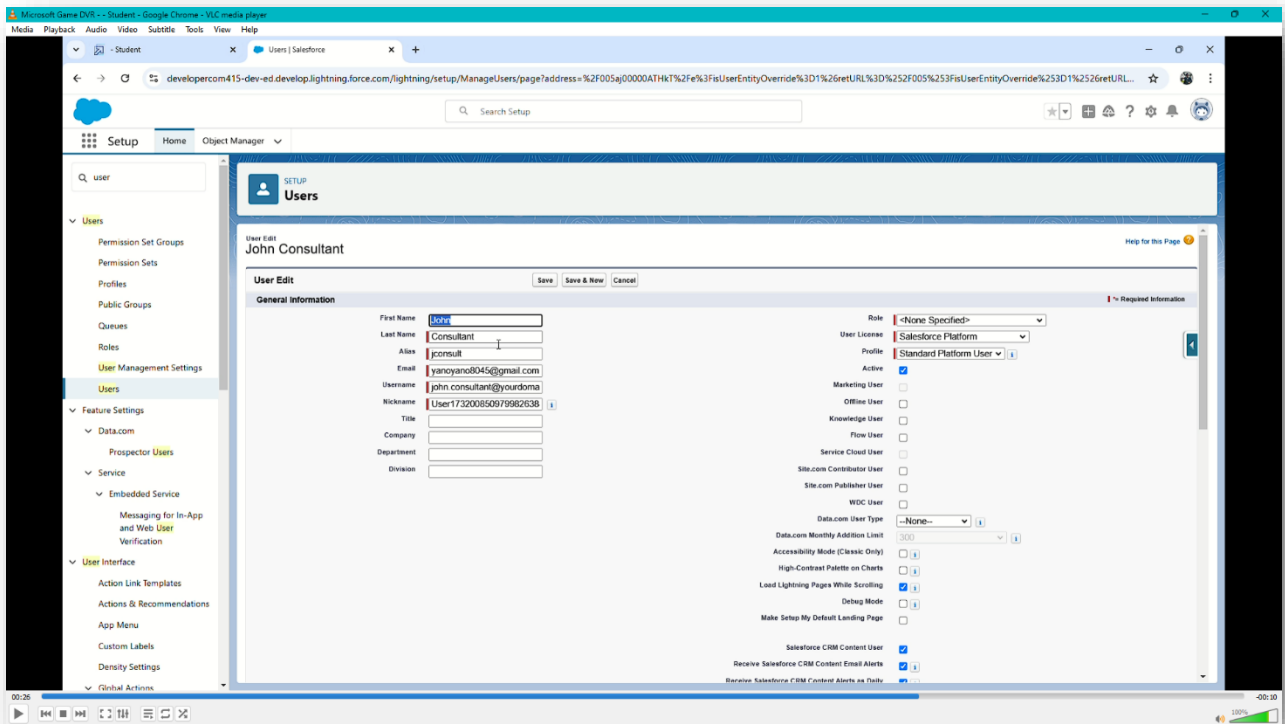 Microsoft Game DVR - - Student - Google Chrome - VLC media player
Media Playback Audio Video Subtitle Tools View Help
- Student
Users | Salesforce
developercom415-dev-ed.develop.lightning.force.com/lightning/setup/ManageUsers/page?address=%2F005aj00000ATHkT%2Fe%3FisUserEntityOverride%3D1%26retURL%3D%252F005%253FisUserEntityOverride%253D1%2526retURL...
Search Setup
Setup Home Object Manager
user
SETUP
Users
Users
Permission Set Groups
Permission Sets
Profiles
Public Groups
Queues
Roles
User Management Settings
Users
Feature Settings
Data.com
Prospector Users
Service
Embedded Service
Messaging for In-App
and Web User
Verification
User Interface
Action Link Templates
Actions & Recommendations
App Menu
Custom Labels
Density Settings
Global Actions
User Edit
John Consultant
Help for this Page
User Edit Save Save & New Cancel
General Information = Required Information
First Name John
Last Name Consultant
Alias jconsult
Email yanoyano8045@gmail.com
Username john.consultant@yourdoma
Nickname User173200850979982638
Title
Company
Department
Division
Role <None Specified>
User License Salesforce Platform
Profile Standard Platform User
Active
Marketing User
Offline User
Knowledge User
Flow User
Service Cloud User
Site.com Contributor User
Site.com Publisher User
WDC User
Data.com User Type --None--
Data.com Monthly Addition Limit 300
Accessibility Mode (Classic Only)
High-Contrast Palette on Charts
Load Lightning Pages While Scrolling
Debug Mode
Make Setup My Default Landing Page
Salesforce CRM Content User
Receive Salesforce CRM Content Email Alerts
Receive Salesforce CRM Content Alerts as Daily
00:26 -00:10
100%